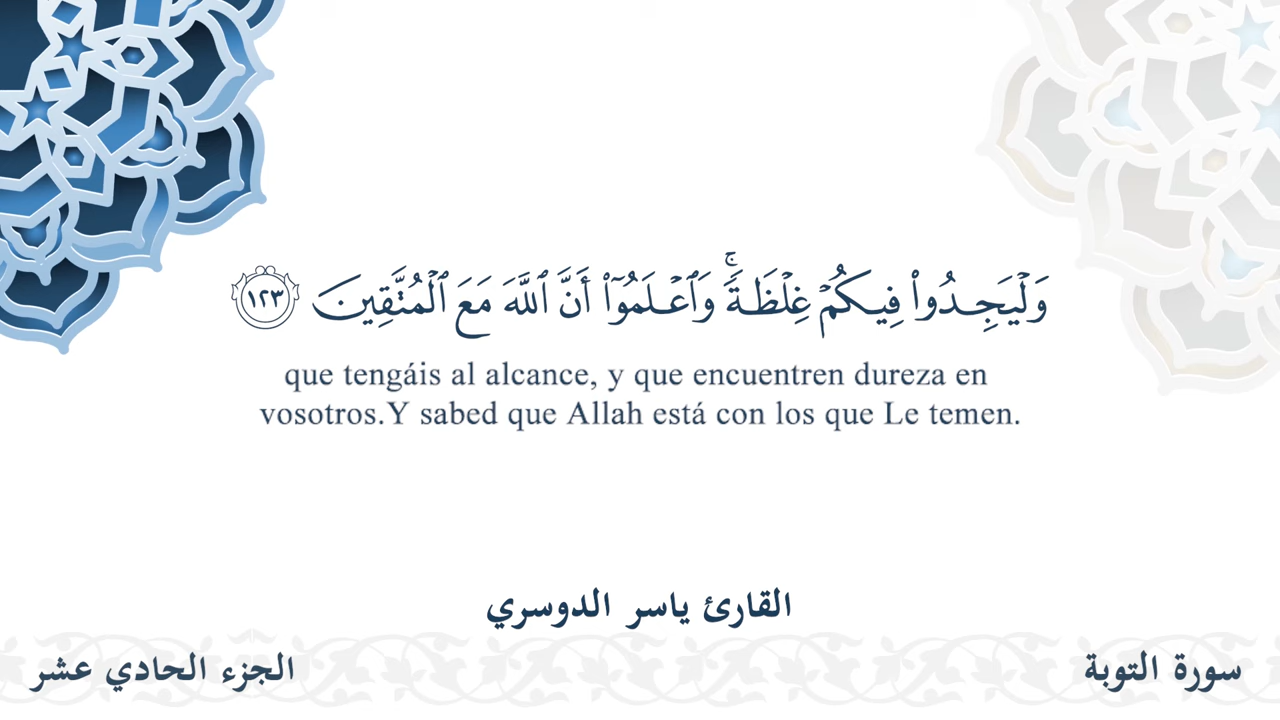 وَلْيَجِدُوا۟ فِيكُمْ غِلْظَةً ۚ وَٱعْلَمُوٓا۟ أَنَّ ٱللَّهَ مَعَ ٱلْمُتَّقِينَ ١٢٣
que tengáis al alcance, y que encuentren dureza en
vosotros.Y sabed que Allah está con los que Le temen.
القارئ ياسر الدوسري
سورة التوبة
الجزء الحادي عشر